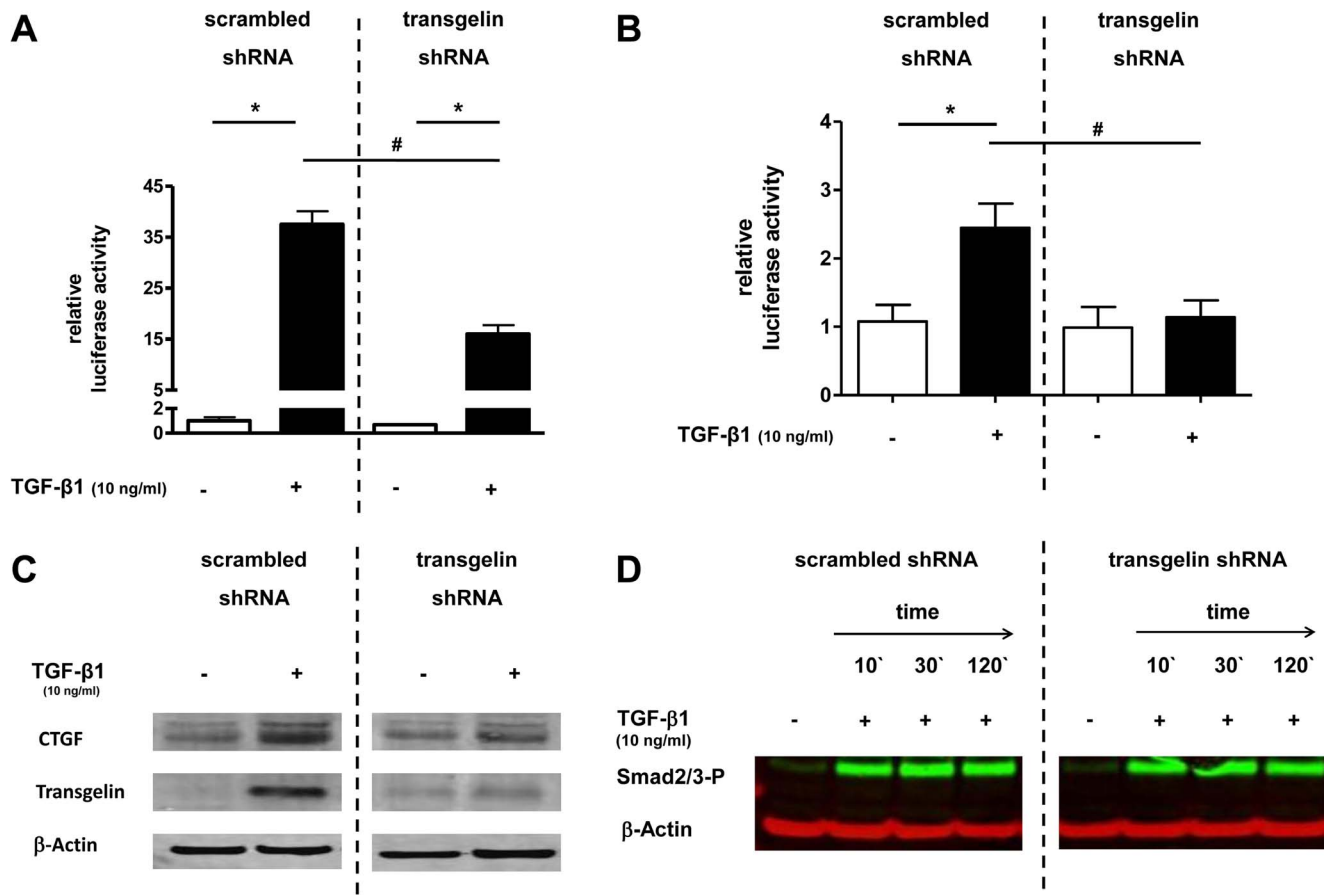 A
scrambled
shRNA
transgelin
shRNA
*
*
#
relative
luciferase activity
45
35
25
15
5
2
0
TGF-β1 (10 ng/ml)
-
+
-
+
B
scrambled
shRNA
transgelin
shRNA
*
#
relative
luciferase activity
4
3
2
1
0
TGF-β1 (10 ng/ml)
-
+
-
+
C
scrambled
shRNA
transgelin
shRNA
TGF-β1
(10 ng/ml)
-
+
-
+
CTGF
Transgelin
β-Actin
D
scrambled shRNA
transgelin shRNA
time
time
10` 30` 120`
10` 30` 120`
TGF-β1
(10 ng/ml)
- + + +
- + + +
Smad2/3-P
β-Actin